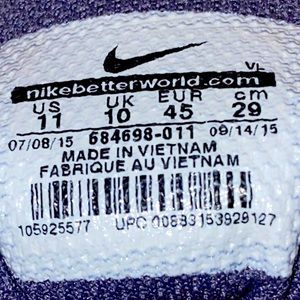 VL
nikebetterworld.com
US UK EUR cm
11 10 45 29
07/08/15 684698-011 09/14/15
MADE IN VIETNAM
FABRIQUE AU VIETNAM
105925577 UPC 00883153929127